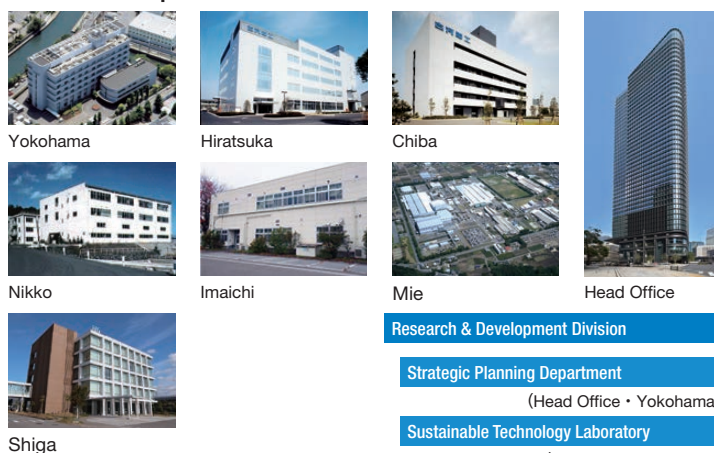 Yokohama
Hiratsuka
Chiba
Nikko
Imaichi
Mie
Head Office
Shiga
Research & Development Division
Strategic Planning Department
(Head Office・Yokohama
Sustainable Technology Laboratory